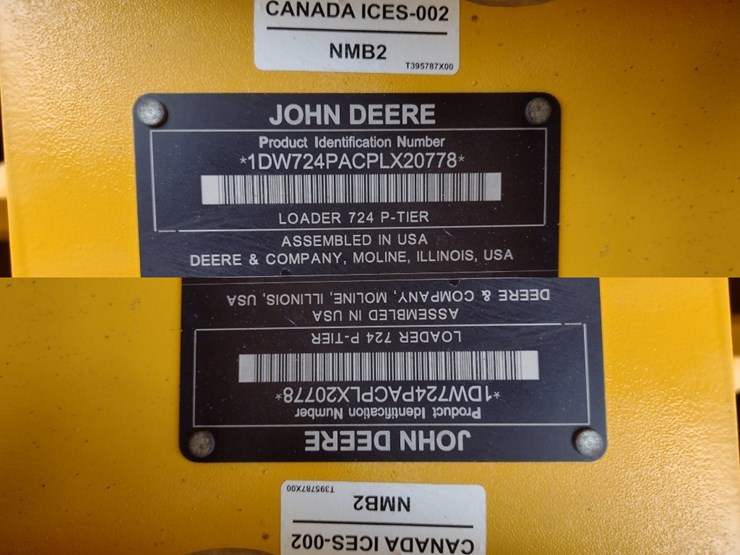 CANADA ICES-002
NMB2
T395787X00
JOHN DEERE
Product Identification Number
*1DW724PACPLX20778*
LOADER 724 P-TIER
ASSEMBLED IN USA
DEERE & COMPANY, MOLINE, ILLINOIS, USA
CANADA ICES-002
NMB2
T395787X00
JOHN DEERE
Product Identification Number
*1DW724PACPLX20778*
LOADER 724 P-TIER
ASSEMBLED IN USA
DEERE & COMPANY, MOLINE, ILLINOIS, USA